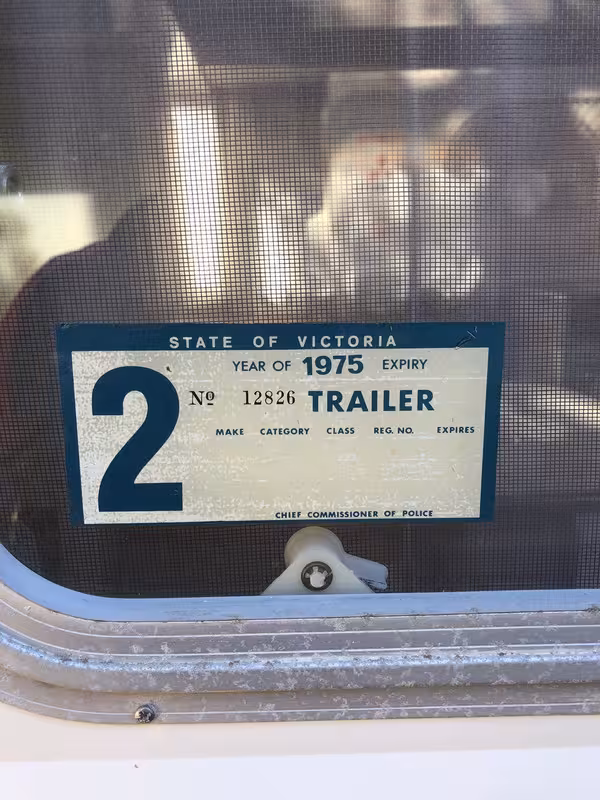 STATE OF VICTORIA
YEAR OF 1975 EXPIRY
2
Nº 12826 TRAILER
MAKE CATEGORY CLASS REG. NO. EXPIRES
CHIEF COMMISSIONER OF POLICE